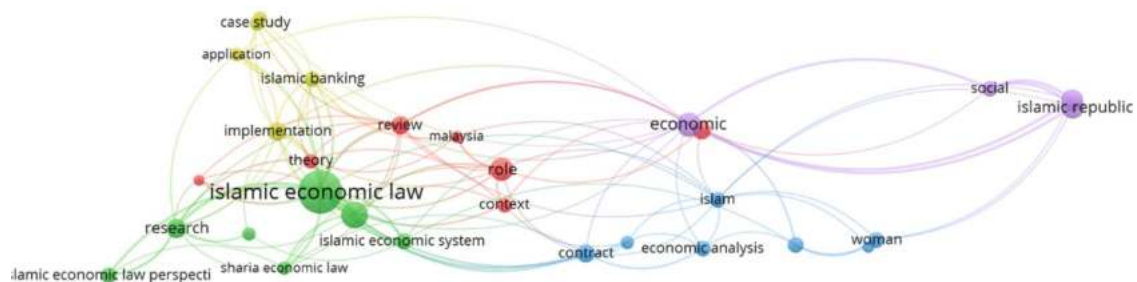 case study
application
islamic banking
social
islamic republic
implementation
review
malaysia
economic
theory
role
islamic economic law
context
islam
research
islamic economic system
contract
economic analysis
woman
lamic economic law perspecti
sharia economic law